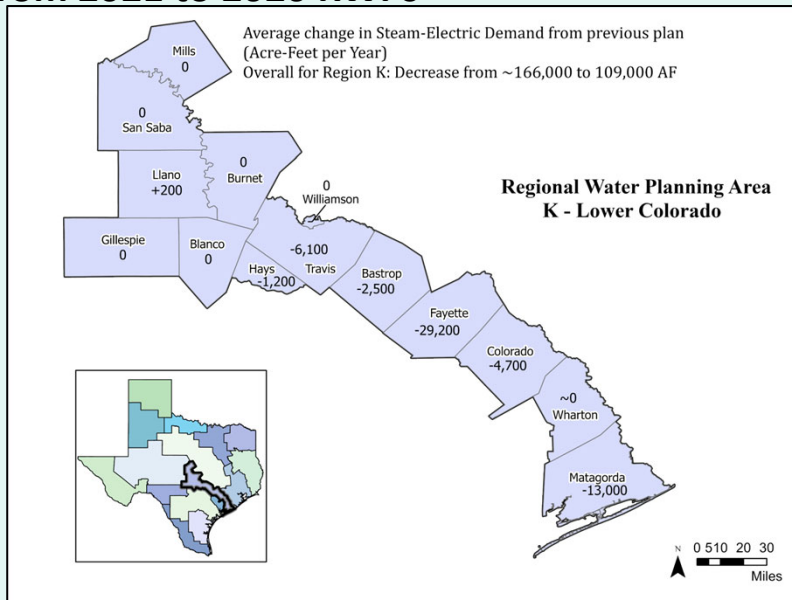 Average change in Steam-Electric Demand from previous plan
(Acre-Feet per Year)
Overall for Region K: Decrease from ~166,000 to 109,000 AF
Mills
0
0
San Saba
Llano
+200
0
Burnet
0
Williamson
Regional Water Planning Area
K - Lower Colorado
Gillespie
0
Blanco
0
Hays
-1,200
-6,100
Travis
Bastrop
-2,500
Fayette
-29,200
Colorado
-4,700
~0
Wharton
Matagorda
-13,000
N
0 510 20 30
Miles